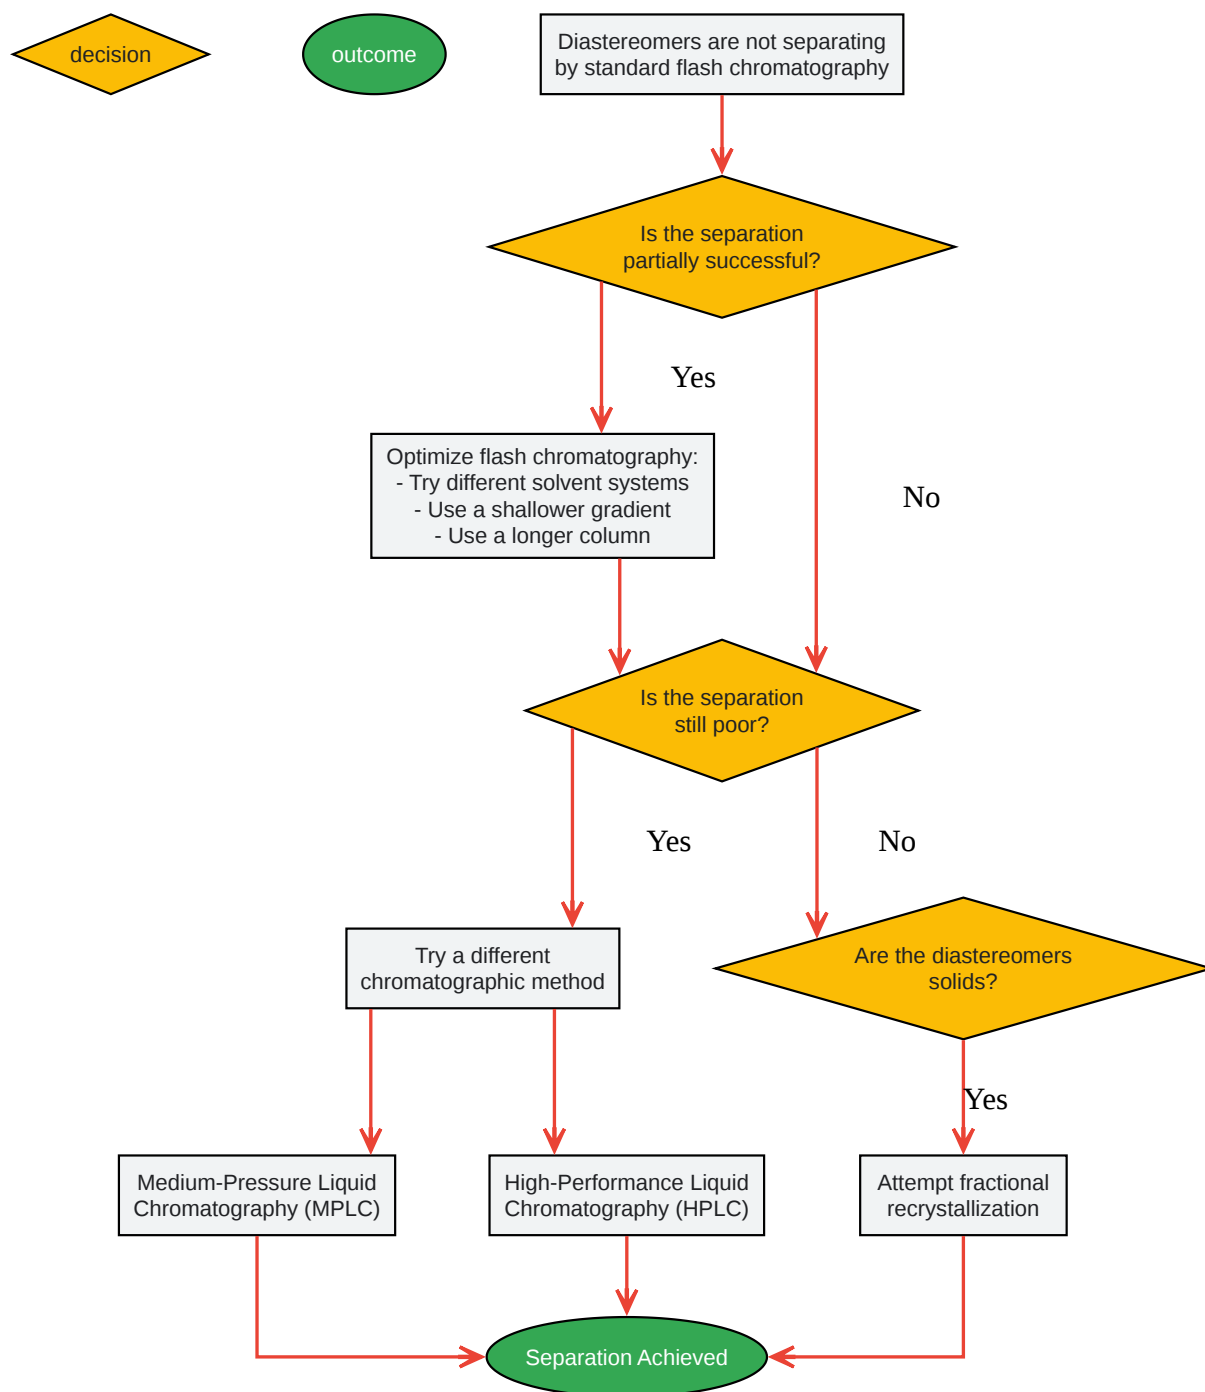 decision
outcome
Diastereomers are not separating
by standard flash chromatography
Is the separation
partially successful?
Yes
Optimize flash chromatography:
- Try different solvent systems
- Use a shallower gradient
- Use a longer column
No
Is the separation
still poor?
Yes
No
Try a different
chromatographic method
Are the diastereomers
solids?
Yes
Medium-Pressure Liquid
Chromatography (MPLC)
High-Performance Liquid
Chromatography (HPLC)
Attempt fractional
recrystallization
Separation Achieved